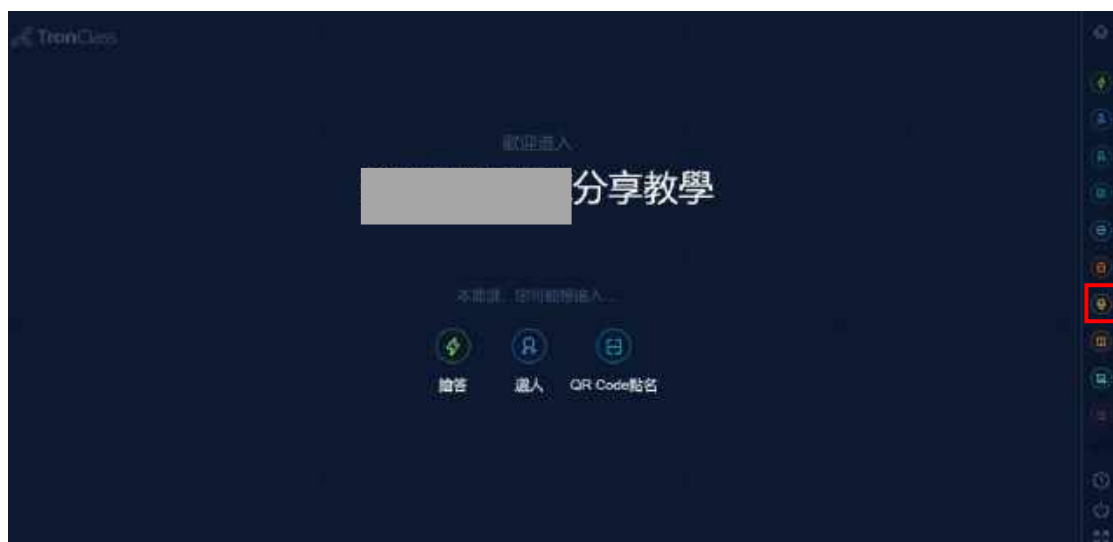 TronClass
歡迎進入
分享教學
本節課，您可能想進入...
搶答
選人
QR Code點名